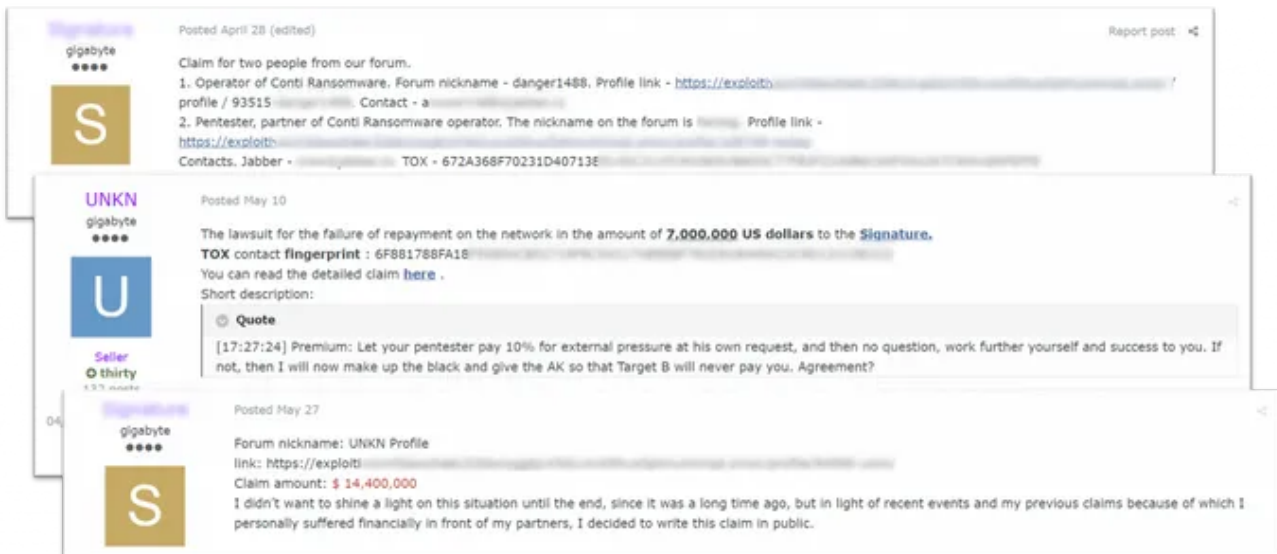 Posted April 28 (edited)
Report post
gigabyte
S
Claim for two people from our forum.
1. Operator of Conti Ransomware. Forum nickname - danger1488. Profile link - https://exploit
profile / 93515 Contact - a
2. Pentester, partner of Conti Ransomware operator. The nickname on the forum is Profile link -
https://exploit
Contacts. Jabber - TOX - 672A368F70231D40713E
UNKN
gigabyte
U
Seller
thirty
Posted May 10
The lawsuit for the failure of repayment on the network in the amount of 7,000,000 US dollars to the Signature.
TOX contact fingerprint : 6F881788FA18
You can read the detailed claim here .
Short description:
Quote
[17:27:24] Premium: Let your pentester pay 10% for external pressure at his own request, and then no question, work further yourself and success to you. If
not, then I will now make up the black and give the AK so that Target B will never pay you. Agreement?
04
gigabyte
S
Posted May 27
Forum nickname: UNKN Profile
link: https://exploit
Claim amount: $ 14,400,000
I didn't want to shine a light on this situation until the end, since it was a long time ago, but in light of recent events and my previous claims because of which I
personally suffered financially in front of my partners, I decided to write this claim in public.